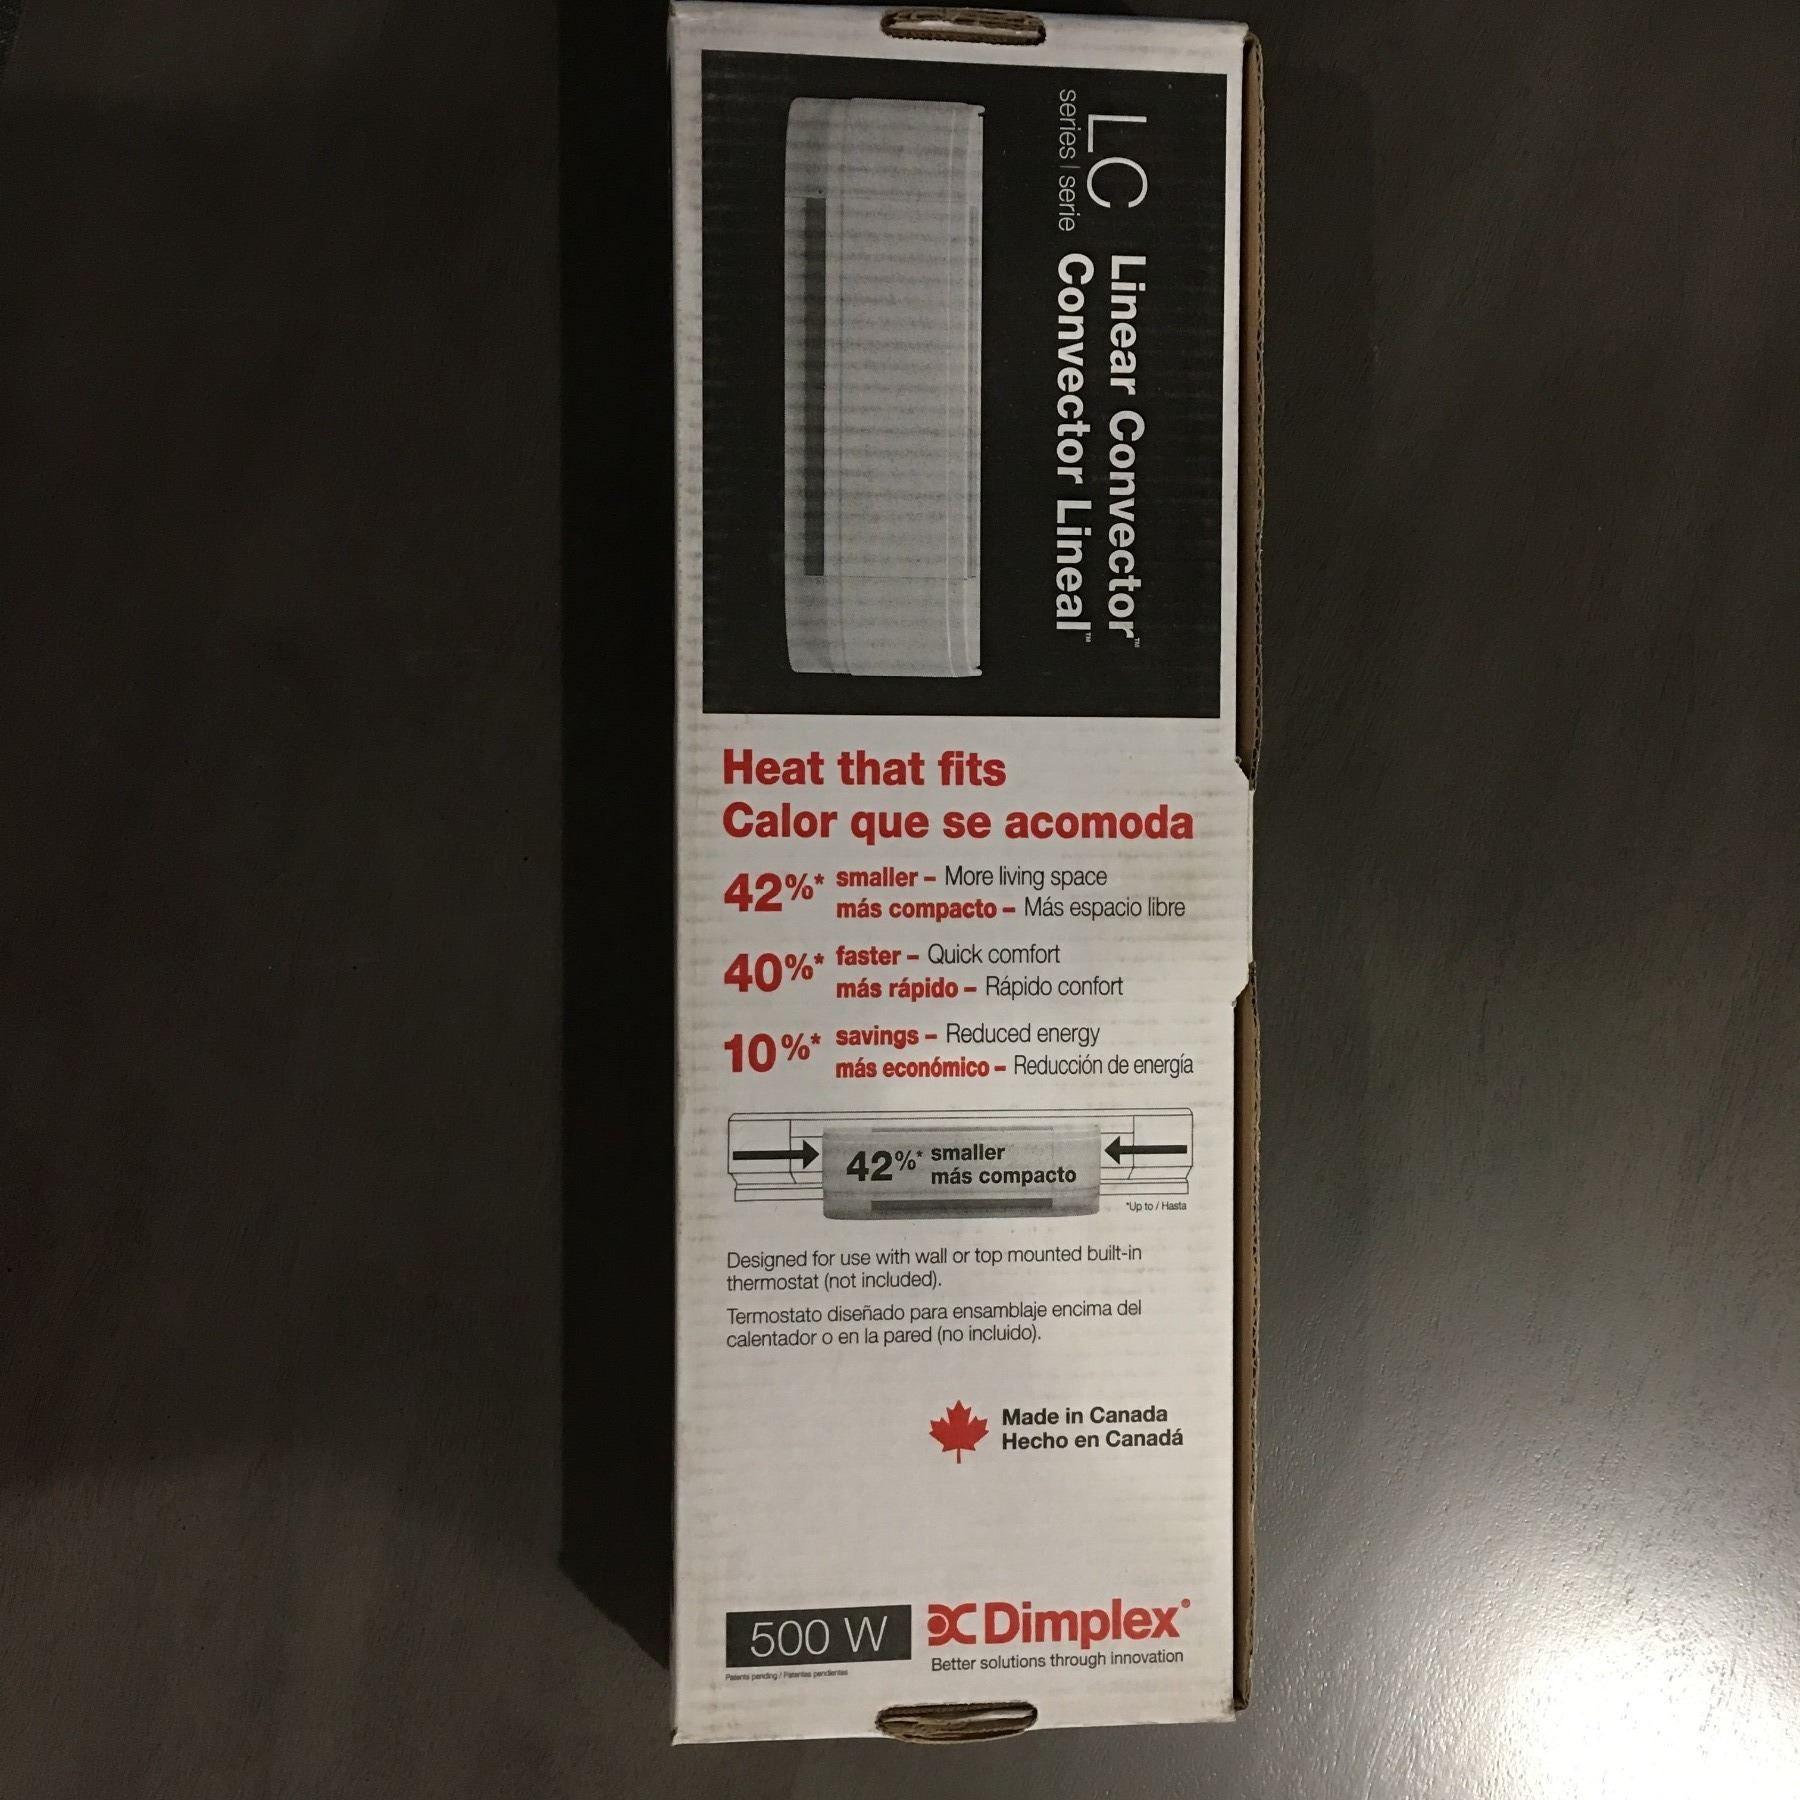 LC Linear Convector™
series | serie Convector Lineal™
Heat that fits
Calor que se acomoda
42%* smaller – More living space
más compacto – Más espacio libre
40%* faster – Quick comfort
más rápido – Rápido confort
10%* savings – Reduced energy
más económico – Reducción de energía
42%* smaller
más compacto
*Up to / Hasta
Designed for use with wall or top mounted built-in
thermostat (not included).
Termostato diseñado para ensamblaje encima del
calentador o en la pared (no incluido).
Made in Canada
Hecho en Canadá
500 W
Patents pending / Patentes pendientes
Dimplex®
Better solutions through innovation